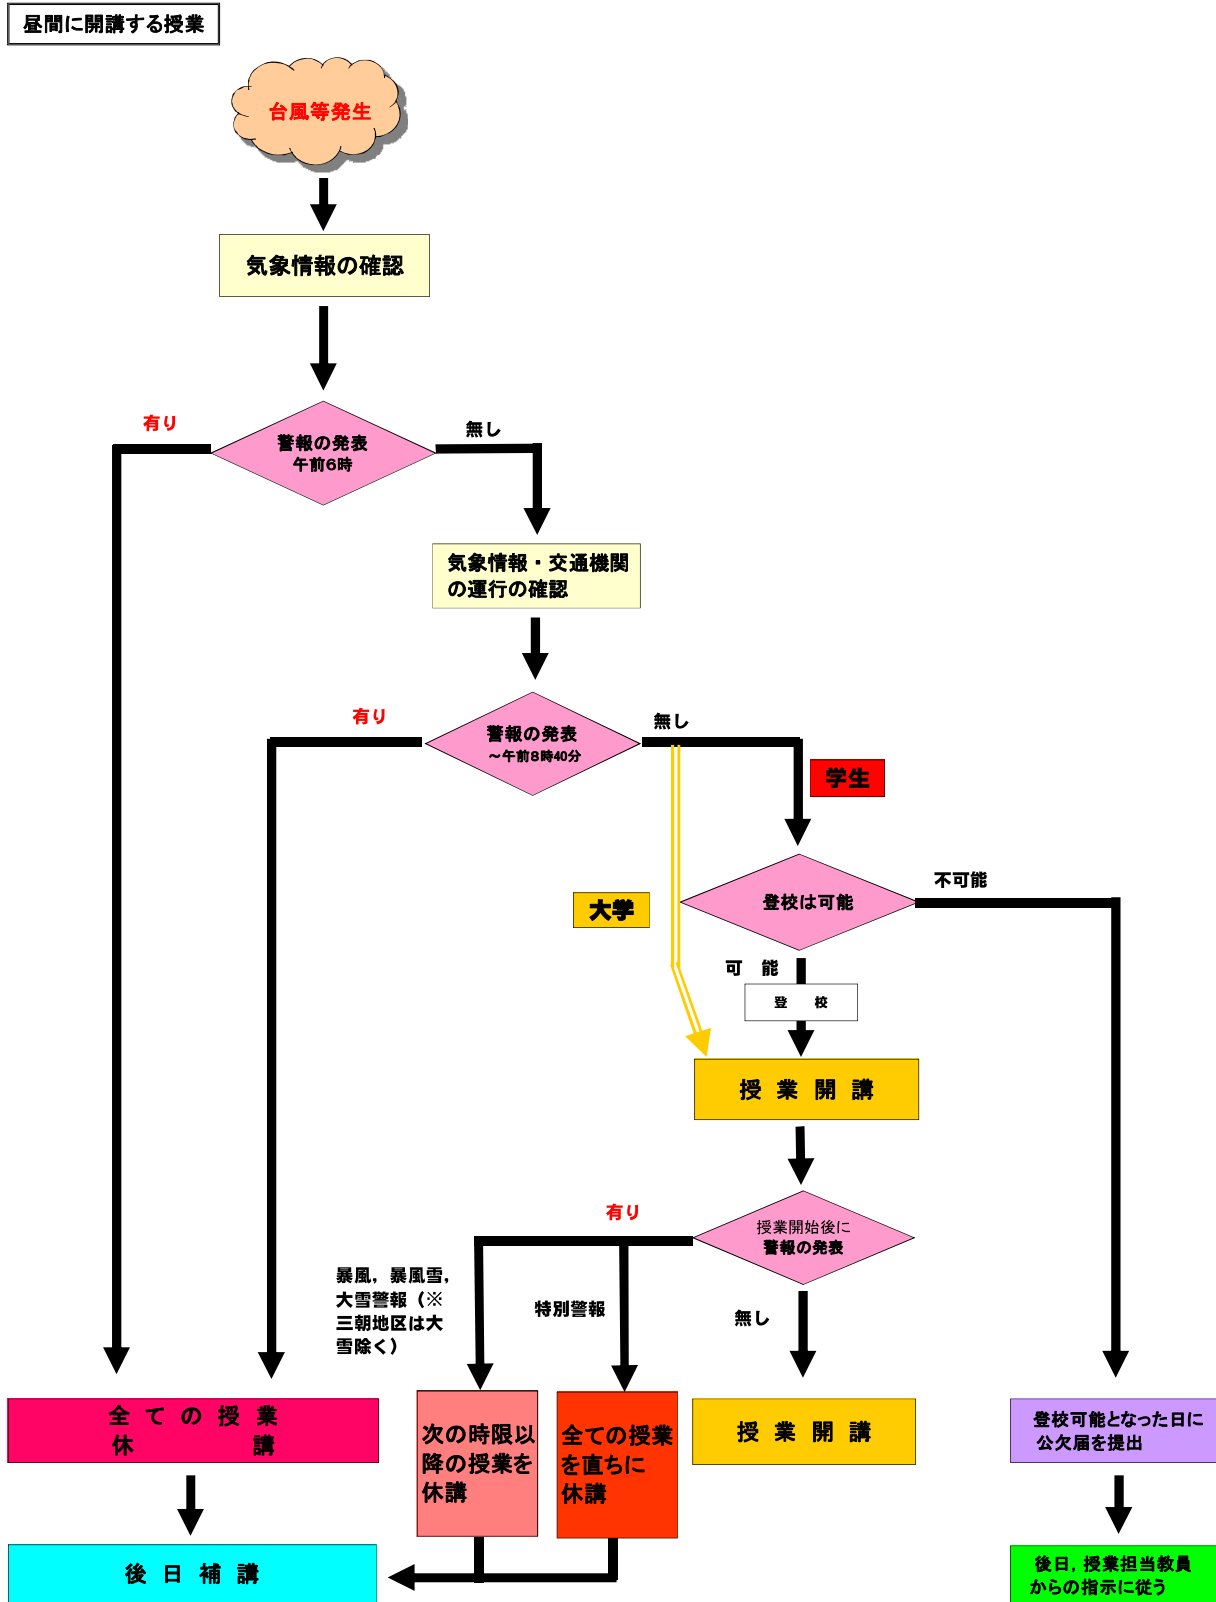 昼間に開講する授業
台風等発生
気象情報の確認
有り
警報の発表
午前6時
無し
気象情報・交通機関
の運行の確認
有り
警報の発表
～午前8時40分
無し
学生
大学
登校は可能
不可能
可　能
登　　校
授　業　開　講
有り
授業開始後に
警報の発表
暴風，暴風雪，
大雪警報（※
三朝地区は大
雪除く）
特別警報
無し
全　て　の　授　業
休　　　　　講
次の時限以
降の授業を
休講
全ての授業
を直ちに
休講
授　業　開　講
登校可能となった日に
公欠届を提出
後　日　補　講
後日，授業担当教員
からの指示に従う